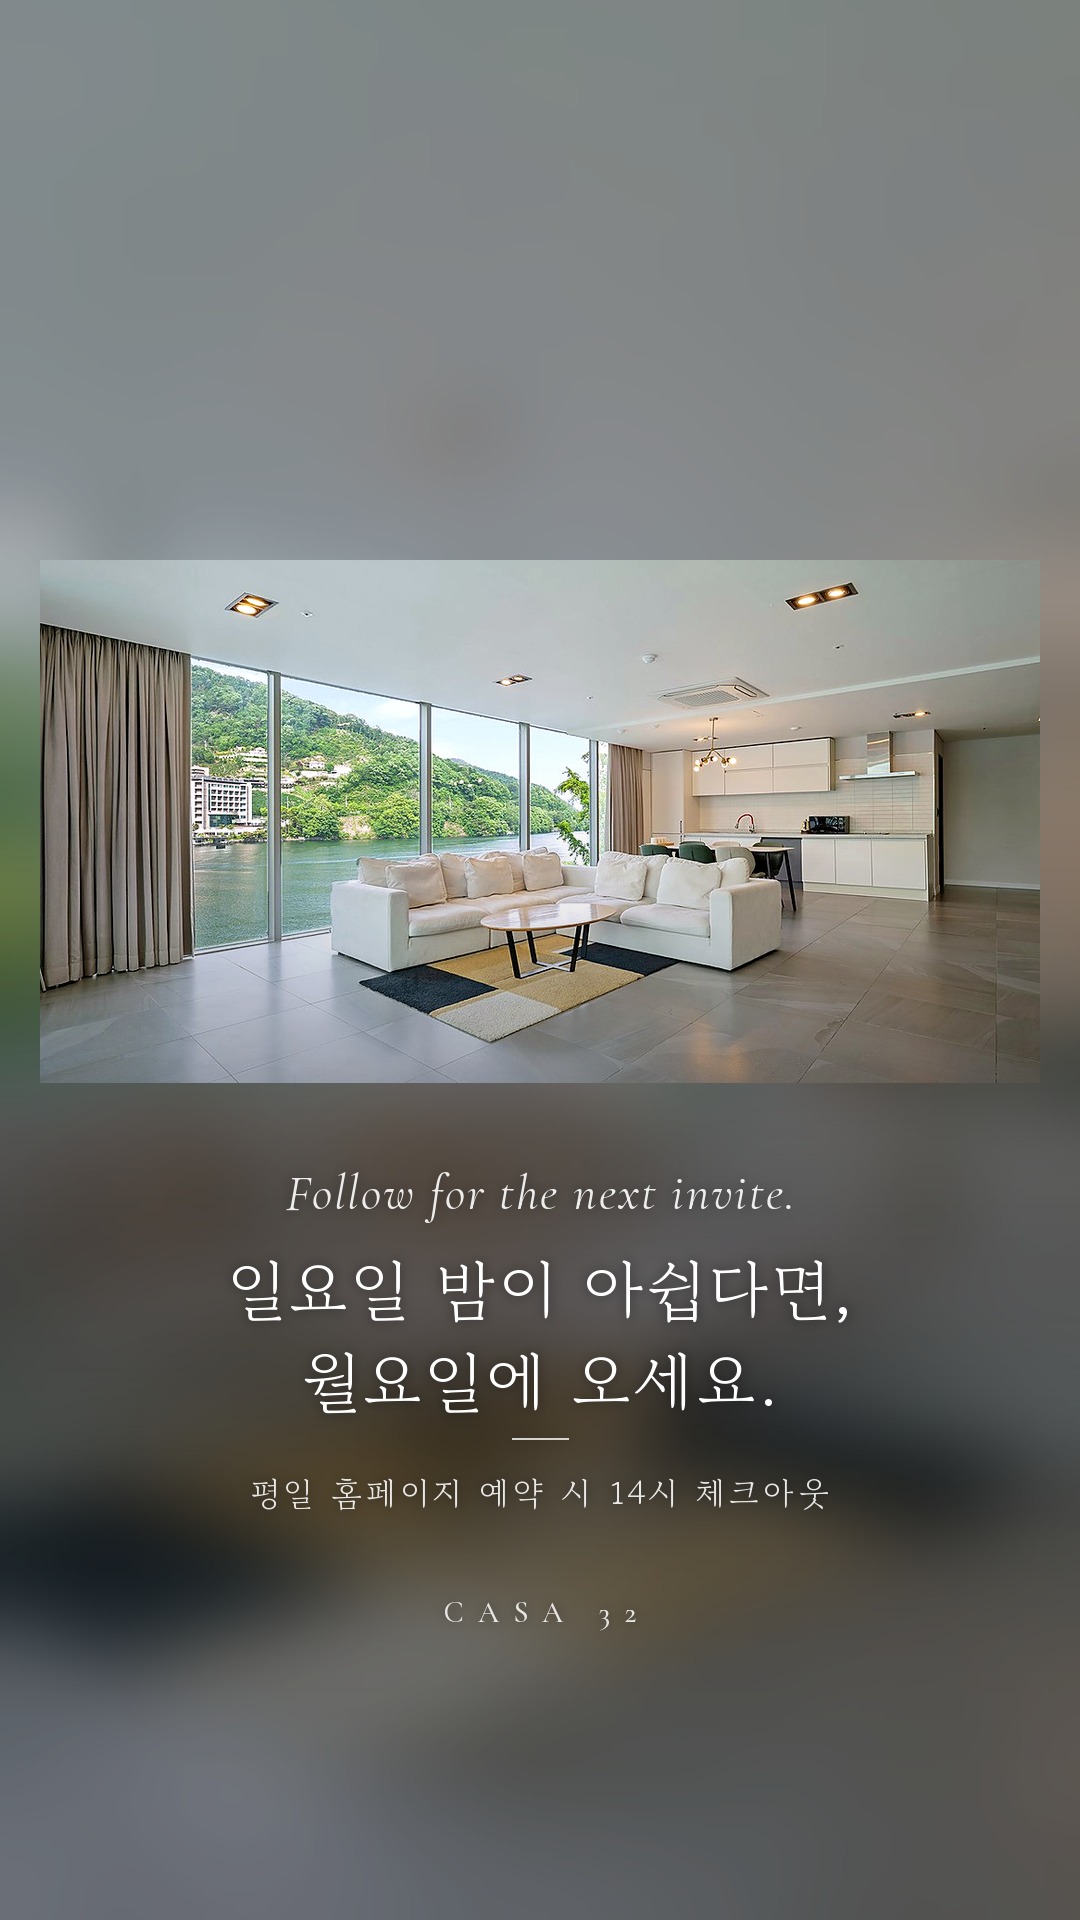 Follow for the next invite.
일요일 밤이 아쉽다면,
월요일에 오세요.
평일 홈페이지 예약 시 14시 체크아웃
CASA 32